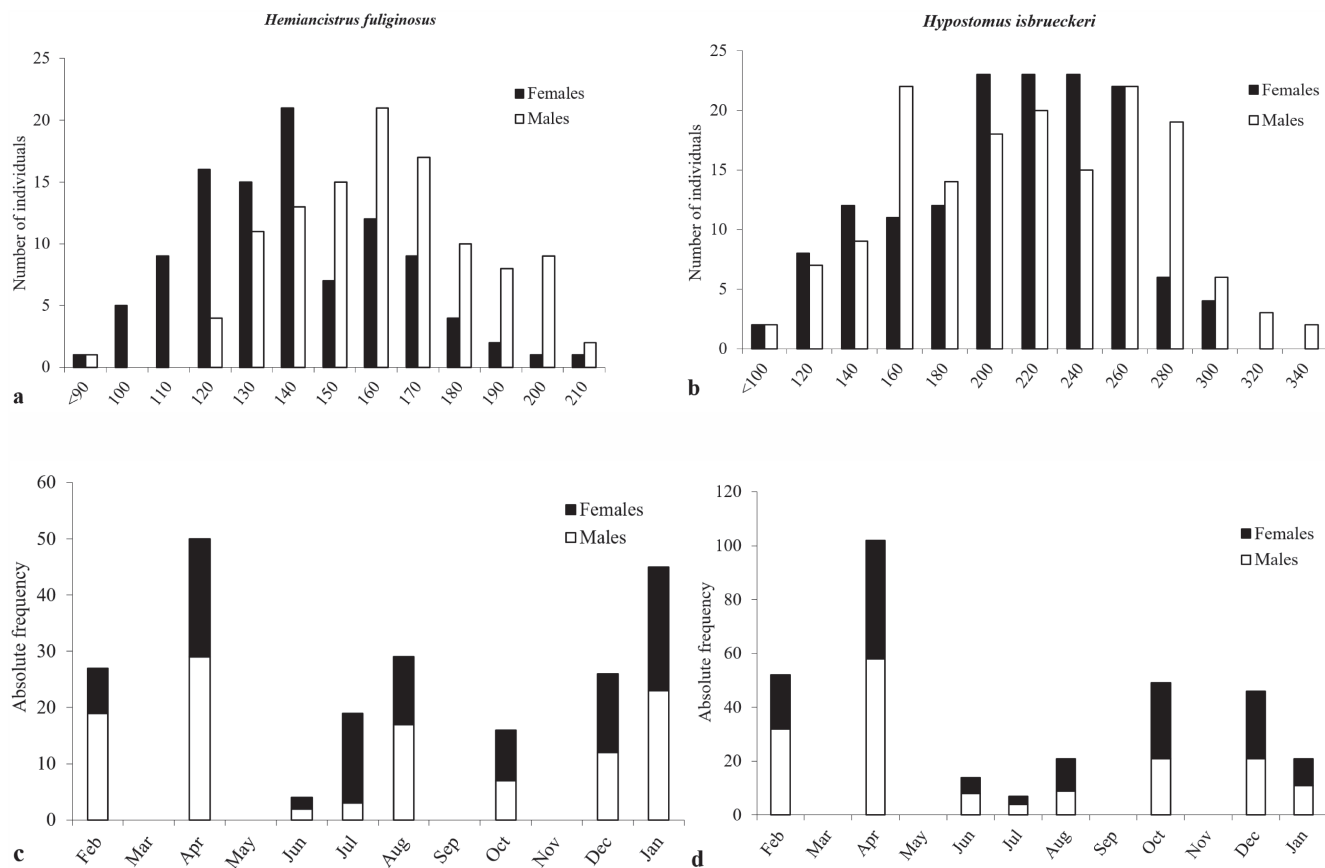 Hemiancistrus fuliginosus
Number of individuals
25
20
15
10
5
0
Females
Males
<90 100 110 120 130 140 150 160 170 180 190 200 210
a
Hypostomus isbrueckeri
Number of individuals
25
20
15
10
5
0
Females
Males
<100 120 140 160 180 200 220 240 260 280 300 320 340
b
Absolute frequency
60
50
40
30
20
10
0
Females
Males
Feb Mar Apr May Jun Jul Aug Sep Oct Nov Dec Jan
c
Absolute frequency
120
100
80
60
40
20
0
Females
Males
Feb Mar Apr May Jun Jul Aug Sep Oct Nov Dec Jan
d